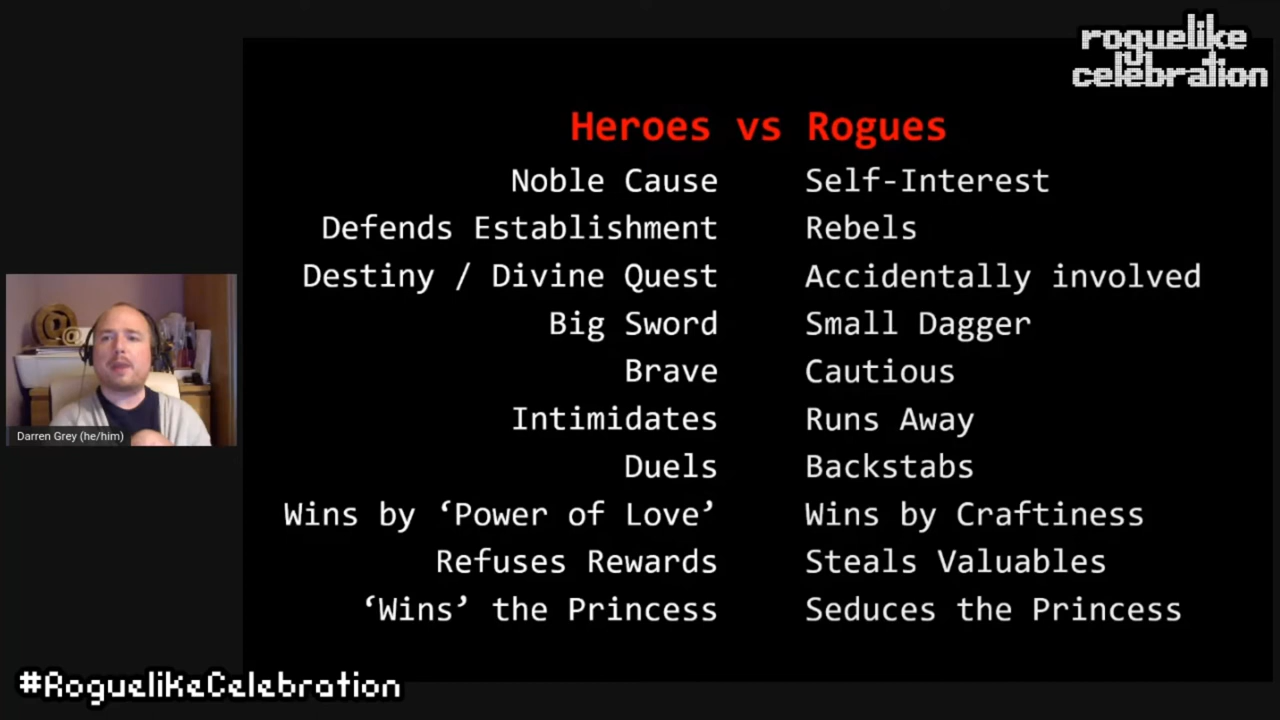 roguelike
celebration
Heroes vs Rogues
Noble Cause Self-Interest
Defends Establishment Rebels
Destiny / Divine Quest Accidentally involved
Big Sword Small Dagger
Brave Cautious
Intimidates Runs Away
Duels Backstabs
Wins by ‘Power of Love’ Wins by Craftiness
Refuses Rewards Steals Valuables
‘Wins’ the Princess Seduces the Princess
@
Darren Grey (he/him)
#RoguelikeCelebration